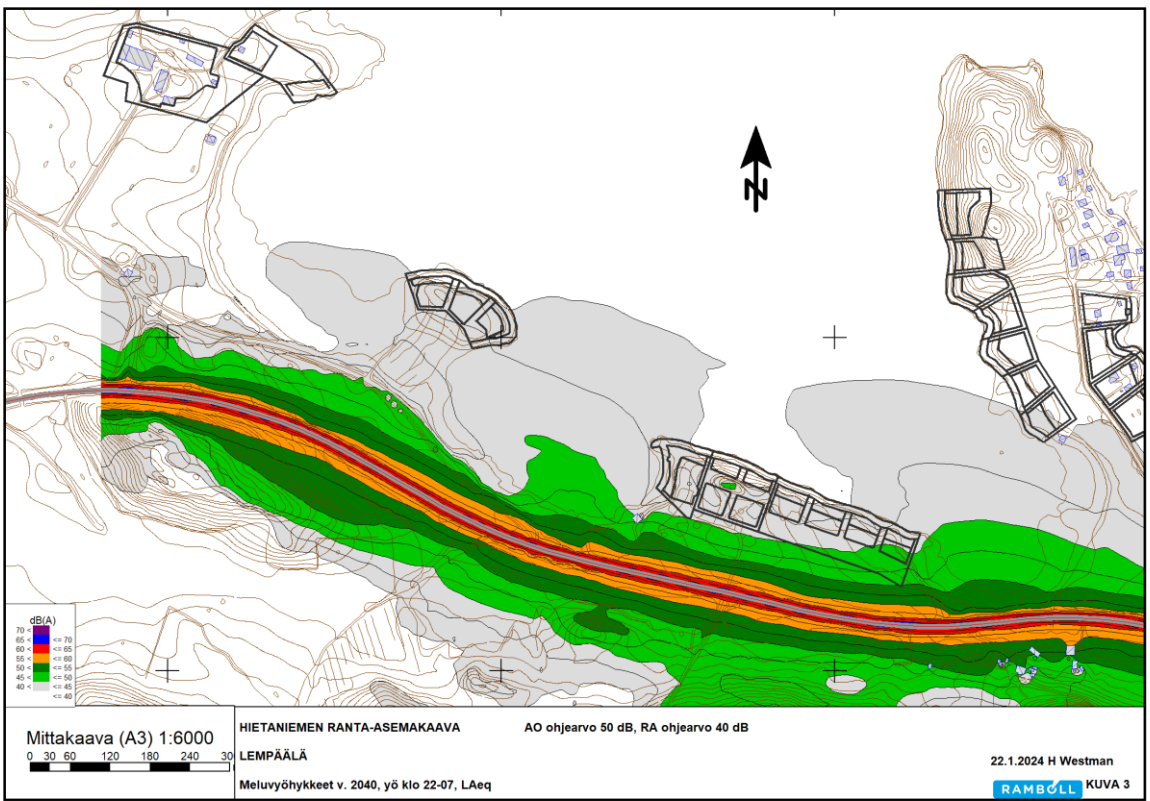 N
dB(A)
70 <
65 < <= 70
60 < <= 65
55 < <= 60
50 < <= 55
45 < <= 50
40 < <= 45
<= 40
Mittakaava (A3) 1:6000
0 30 60 120 180 240 30
HIETANIEMEN RANTA-ASEMAKAAVA AO ohjearvo 50 dB, RA ohjearvo 40 dB
LEMPÄÄLÄ
22.1.2024 H Westman
Meluvyöhykkeet v. 2040, yö klo 22-07, LAeq
RAMBOLL KUVA 3